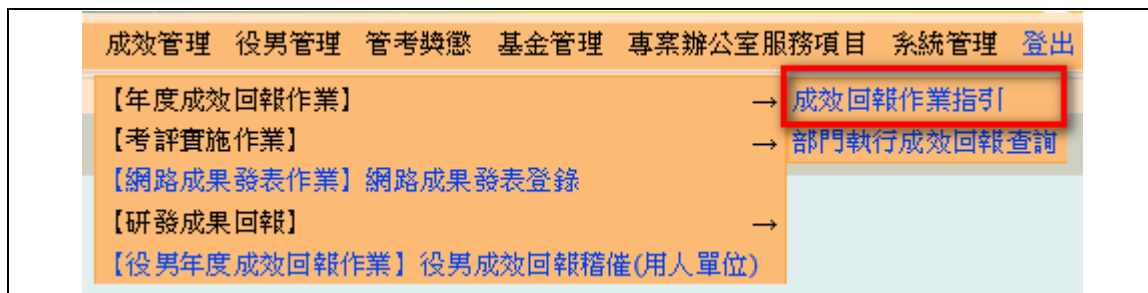 成效管理 役男管理 管考獎懲 基金管理 專案辦公室服務項目 系統管理 登出
【年度成效回報作業】 → 成效回報作業指引
【考評實施作業】 → 部門執行成效回報查詢
【網路成果發表作業】網路成果發表登錄
【研發成果回報】 →
【役男年度成效回報作業】役男成效回報稽催(用人單位)